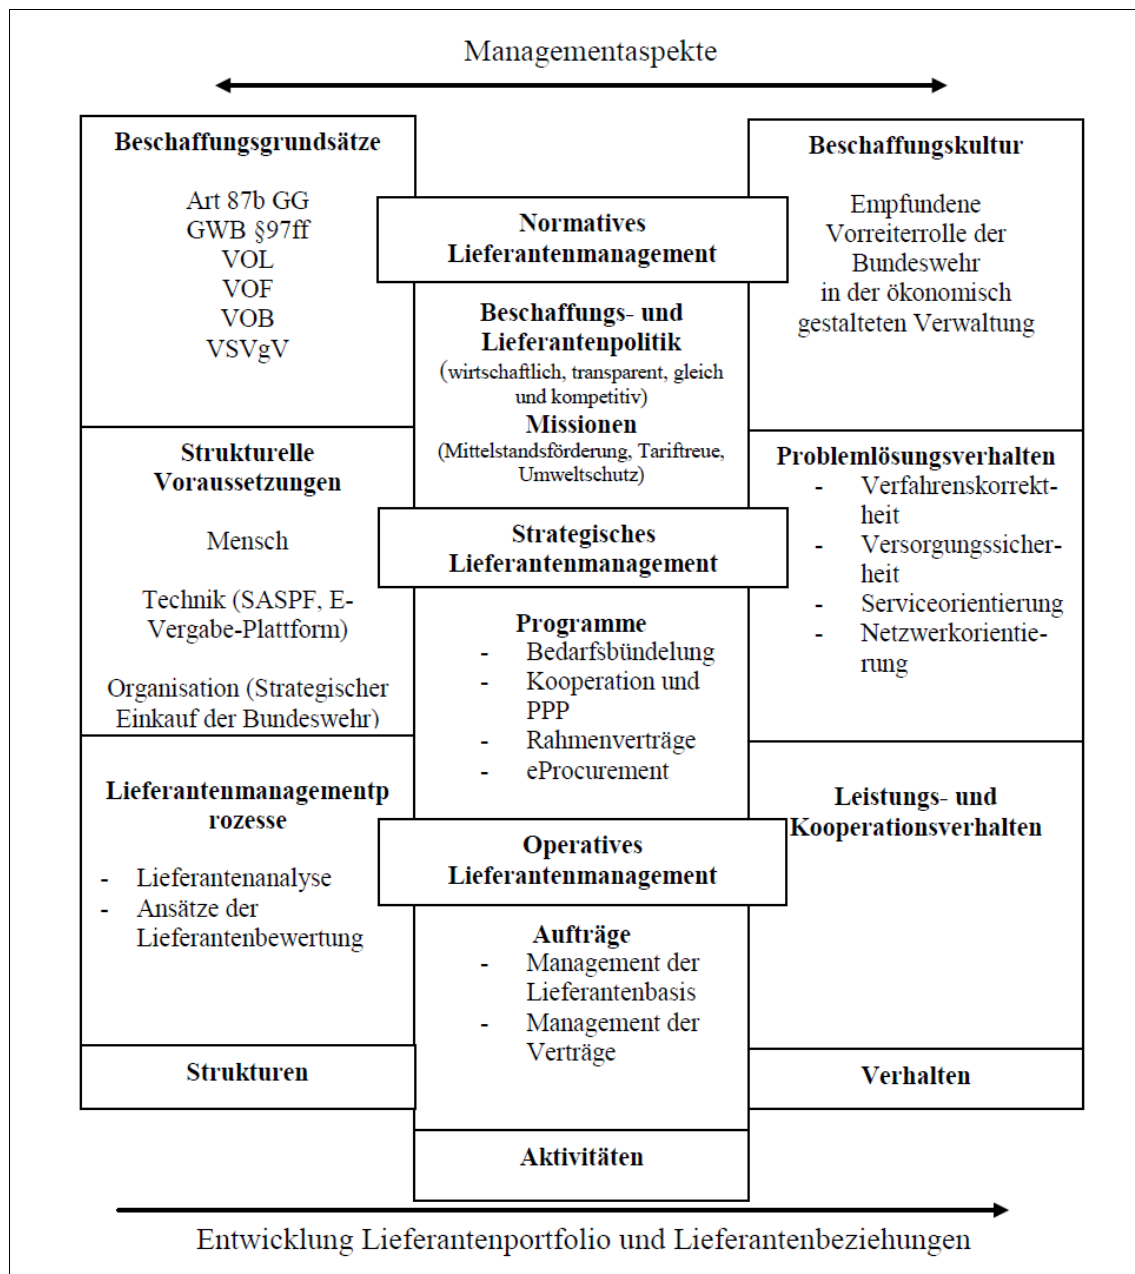 Managementaspekte
Beschaffungsgrundsätze
Art 87b GG
GWB §97ff
VOL
VOF
VOB
VSVgV
Normatives
Lieferantenmanagement
Beschaffungskultur
Empfundene
Vorreiterrolle der
Bundeswehr
in der ökonomisch
gestalteten Verwaltung
Beschaffungs- und
Lieferantenpolitik
(wirtschaftlich, transparent, gleich
und kompetitiv)
Missionen
(Mittelstandsförderung, Tariftreue,
Umweltschutz)
Strukturelle
Voraussetzungen
Mensch
Technik (SASPF, E-
Vergabe-Plattform)
Organisation (Strategischer
Einkauf der Bundeswehr)
Strategisches
Lieferantenmanagement
Problemlösungsverhalten
- Verfahrenskorrekt-
heit
- Versorgungssicher-
heit
- Serviceorientierung
- Netzwerkorientie-
rung
Programme
- Bedarfsbündelung
- Kooperation und
PPP
- Rahmenverträge
- eProcurement
Lieferantenmanagementp
rozesse
- Lieferantenanalyse
- Ansätze der
Lieferantenbewertung
Operatives
Lieferantenmanagement
Leistungs- und
Kooperationsverhalten
Aufträge
- Management der
Lieferantenbasis
- Management der
Verträge
Strukturen
Aktivitäten
Verhalten
Entwicklung Lieferantenportfolio und Lieferantenbeziehungen